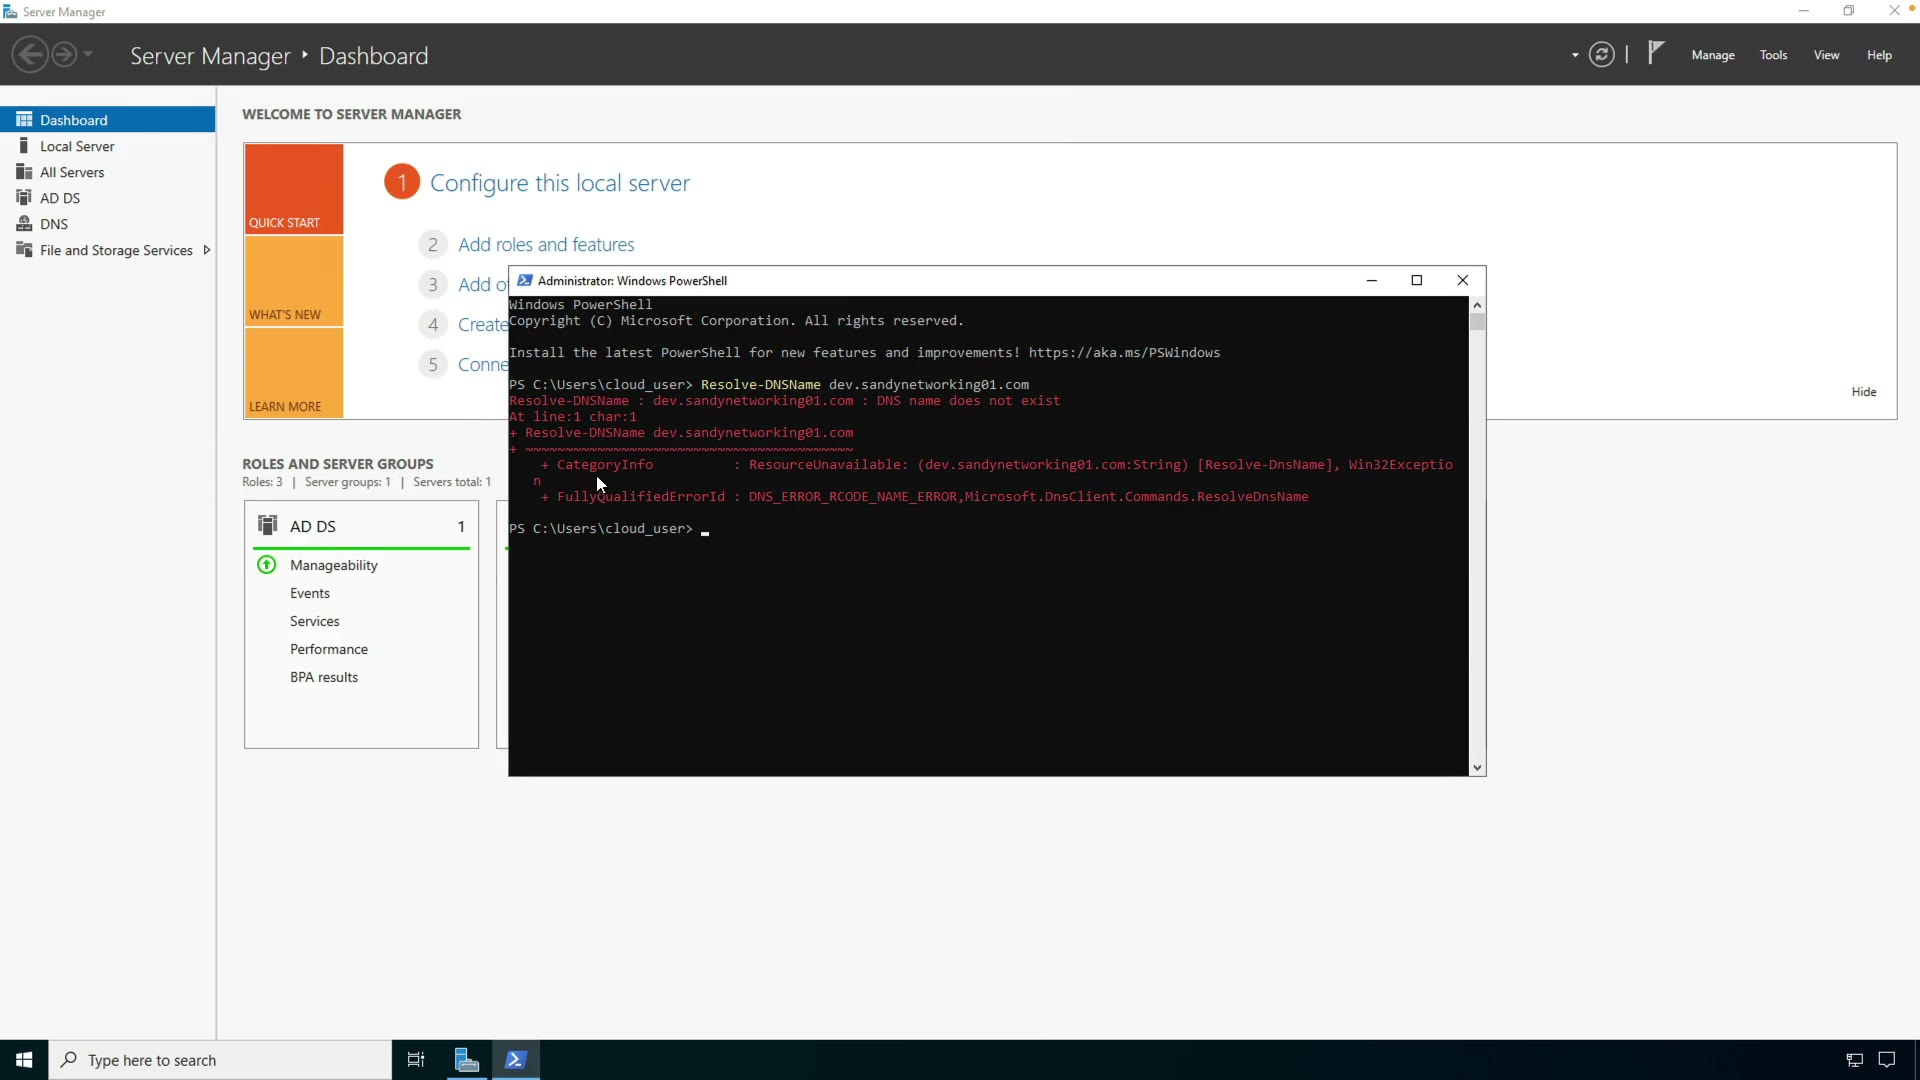 Server Manager
Server Manager ‣ Dashboard
Manage
Tools
View
Help
Dashboard
Local Server
All Servers
AD DS
DNS
File and Storage Services
WELCOME TO SERVER MANAGER
QUICK START
WHAT'S NEW
LEARN MORE
1 Configure this local server
2 Add roles and features
3 Add
4 Create
5 Conne
Hide
Administrator: Windows PowerShell
Windows PowerShell
Copyright (C) Microsoft Corporation. All rights reserved.
Install the latest PowerShell for new features and improvements! https://aka.ms/PSWindows
PS C:\Users\cloud_user> Resolve-DNSName dev.sandynetworking01.com
Resolve-DNSName : dev.sandynetworking01.com : DNS name does not exist
At line:1 char:1
+ Resolve-DNSName dev.sandynetworking01.com
+ ~~~~~~~~~~~~~~~~~~~~~~~~~~~~~~~~~~~~~~~~~
+ CategoryInfo : ResourceUnavailable: (dev.sandynetworking01.com:String) [Resolve-DnsName], Win32Exceptio
n
+ FullyQualifiedErrorId : DNS_ERROR_RCODE_NAME_ERROR,Microsoft.DnsClient.Commands.ResolveDnsName
PS C:\Users\cloud_user> _
ROLES AND SERVER GROUPS
Roles: 3 | Server groups: 1 | Servers total: 1
AD DS 1
Manageability
Events
Services
Performance
BPA results
Type here to search